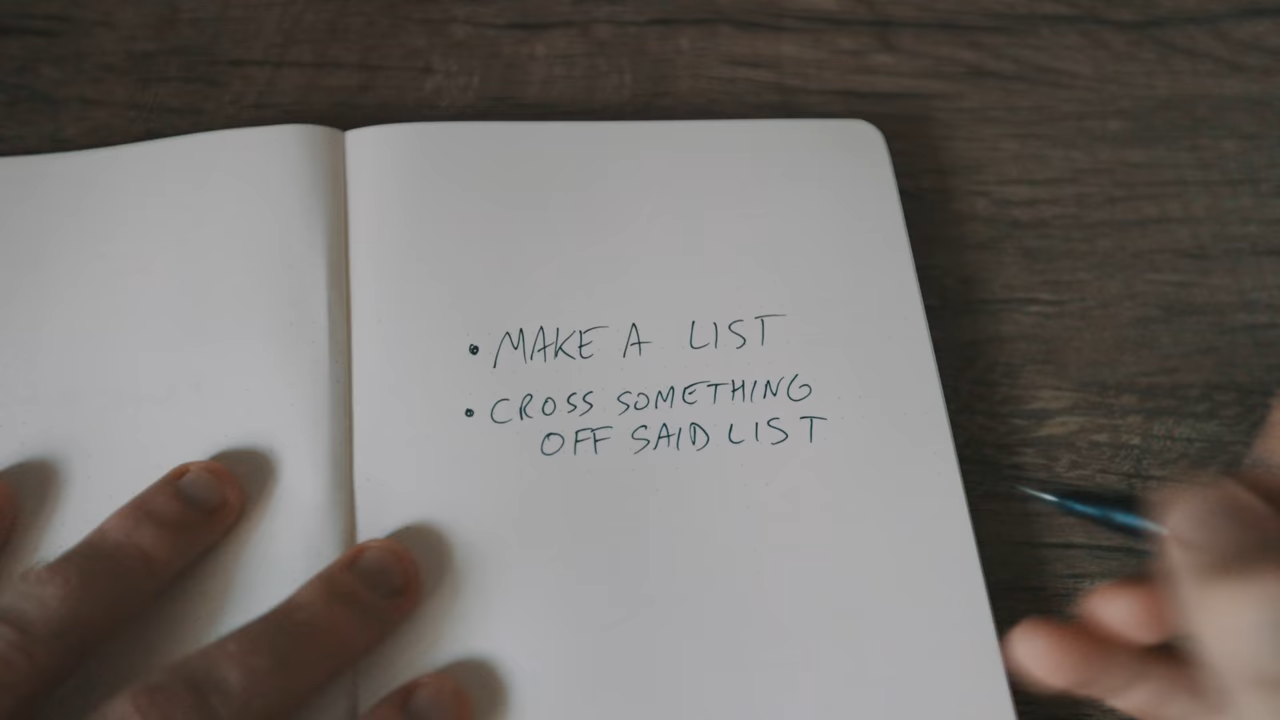 • MAKE A LIST
• CROSS SOMETHING
OFF SAID LIST